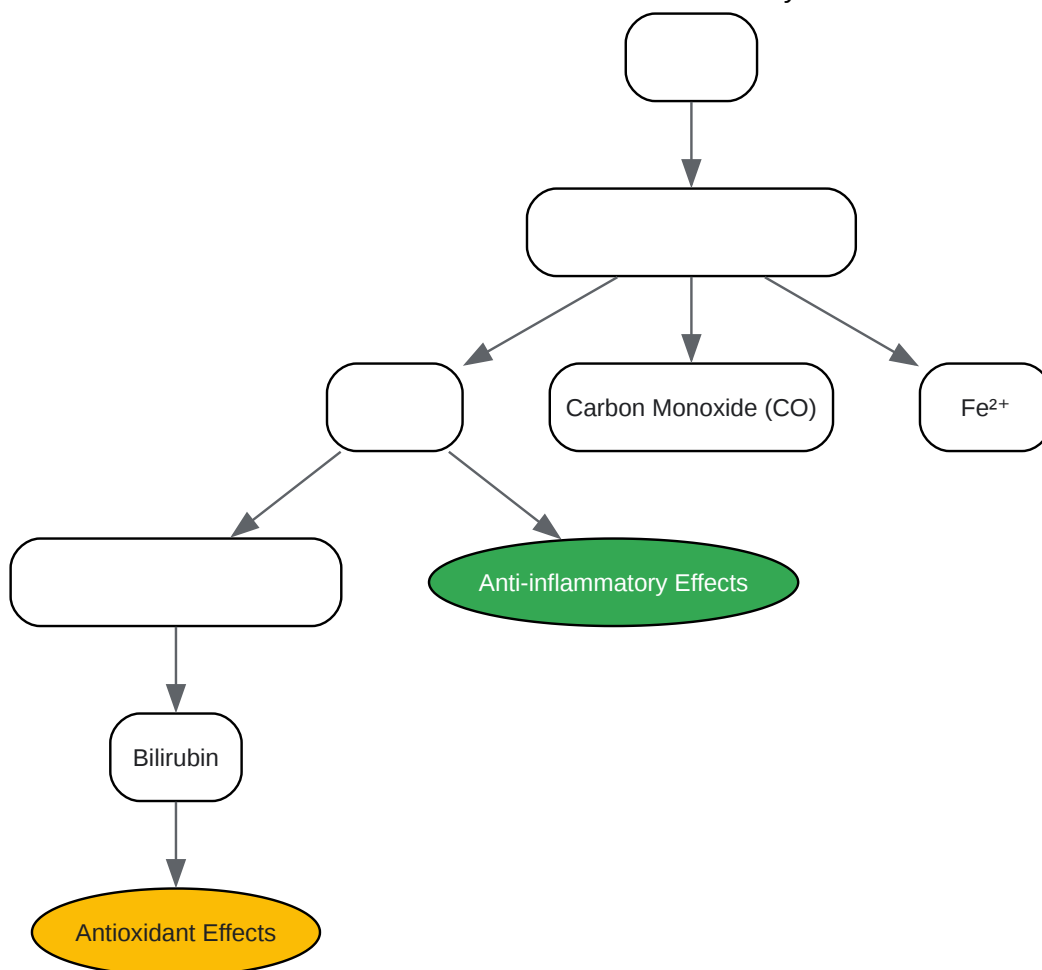 Carbon Monoxide (CO)
Fe²⁺
Anti-inflammatory Effects
Bilirubin
Antioxidant Effects